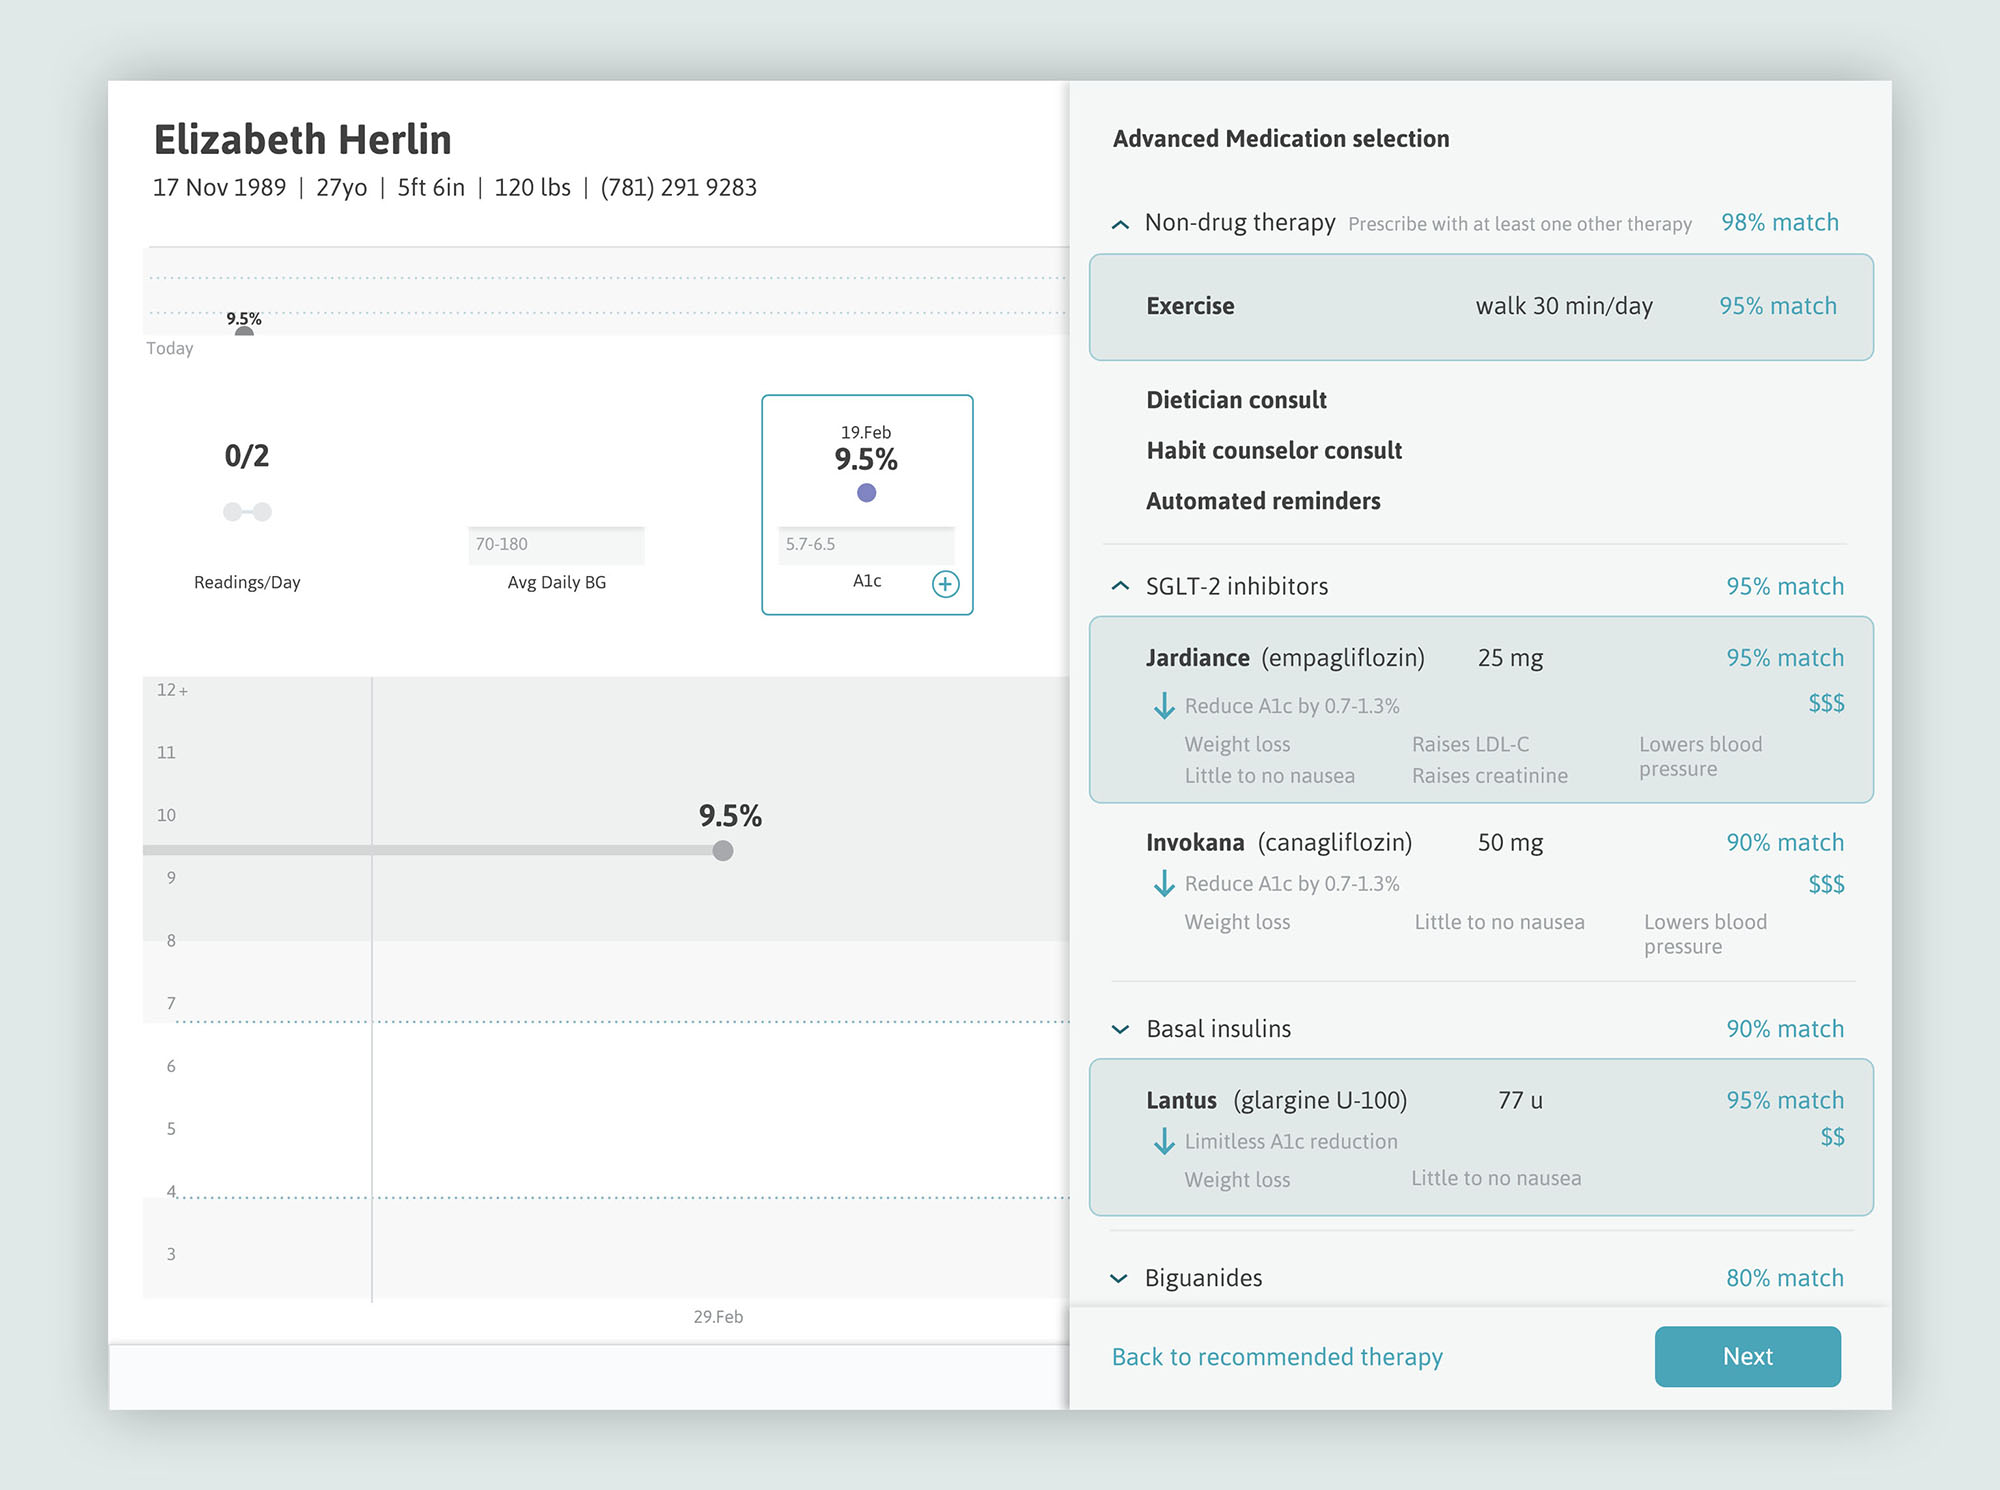 Elizabeth Herlin
17 Nov 1989 | 27yo | 5ft 6in | 120 lbs | (781) 291 9283
9.5%
Today
0/2
Readings/Day
70-180
Avg Daily BG
19.Feb
9.5%
5.7-6.5
A1c
12+
11
10
9.5%
9
8
7
6
5
4
3
29.Feb
Advanced Medication selection
Non-drug therapy Prescribe with at least one other therapy 98% match
Exercise walk 30 min/day 95% match
Dietician consult
Habit counselor consult
Automated reminders
SGLT-2 inhibitors 95% match
Jardiance (empagliflozin) 25 mg 95% match
Reduce A1c by 0.7-1.3% $$$
Weight loss Raises LDL-C Lowers blood
Little to no nausea Raises creatinine pressure
Invokana (canagliflozin) 50 mg 90% match
Reduce A1c by 0.7-1.3% $$$
Weight loss Little to no nausea Lowers blood
pressure
Basal insulins 90% match
Lantus (glargine U-100) 77 u 95% match
Limitless A1c reduction $$
Weight loss Little to no nausea
Biguanides 80% match
Back to recommended therapy Next